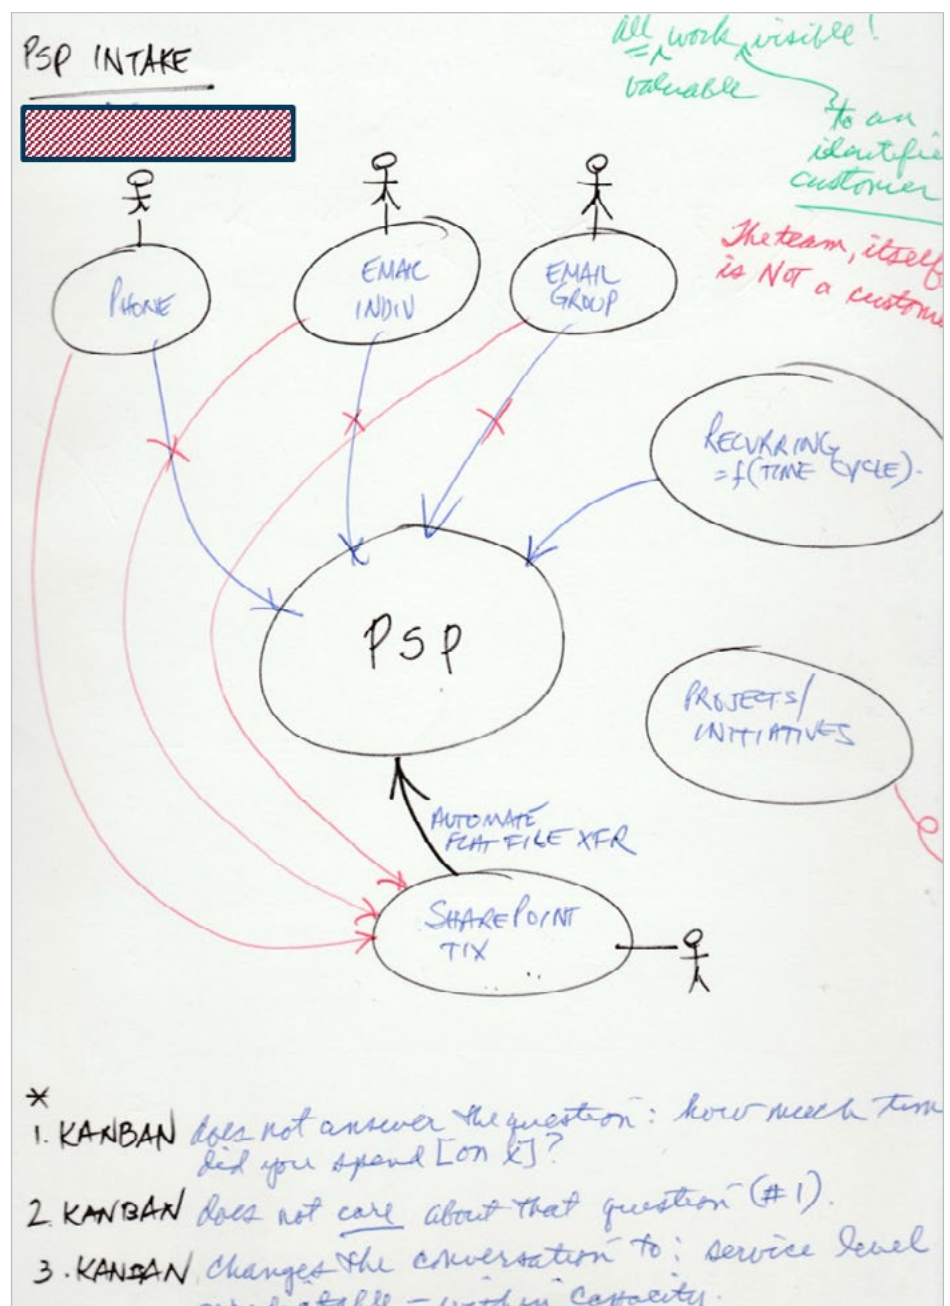 PSP INTAKE
all work visible!
valuable
to an
identifie
customer
The team, itself
is NOT a custome
PHONE
EMAIL
INDIV
EMAIL
GROUP
RECURRING
=f(TIME CYCLE).
PSP
PROJECTS/
INITIATIVES
AUTOMATE
FLAT FILE XFR
SHAREPOINT
TIX
*
1. KANBAN does not answer the question: how much tim
did you spend [on X]?
2. KANBAN does not care about that question (#1).
3. KANBAN changes the conversation to: service level
- within capacity.